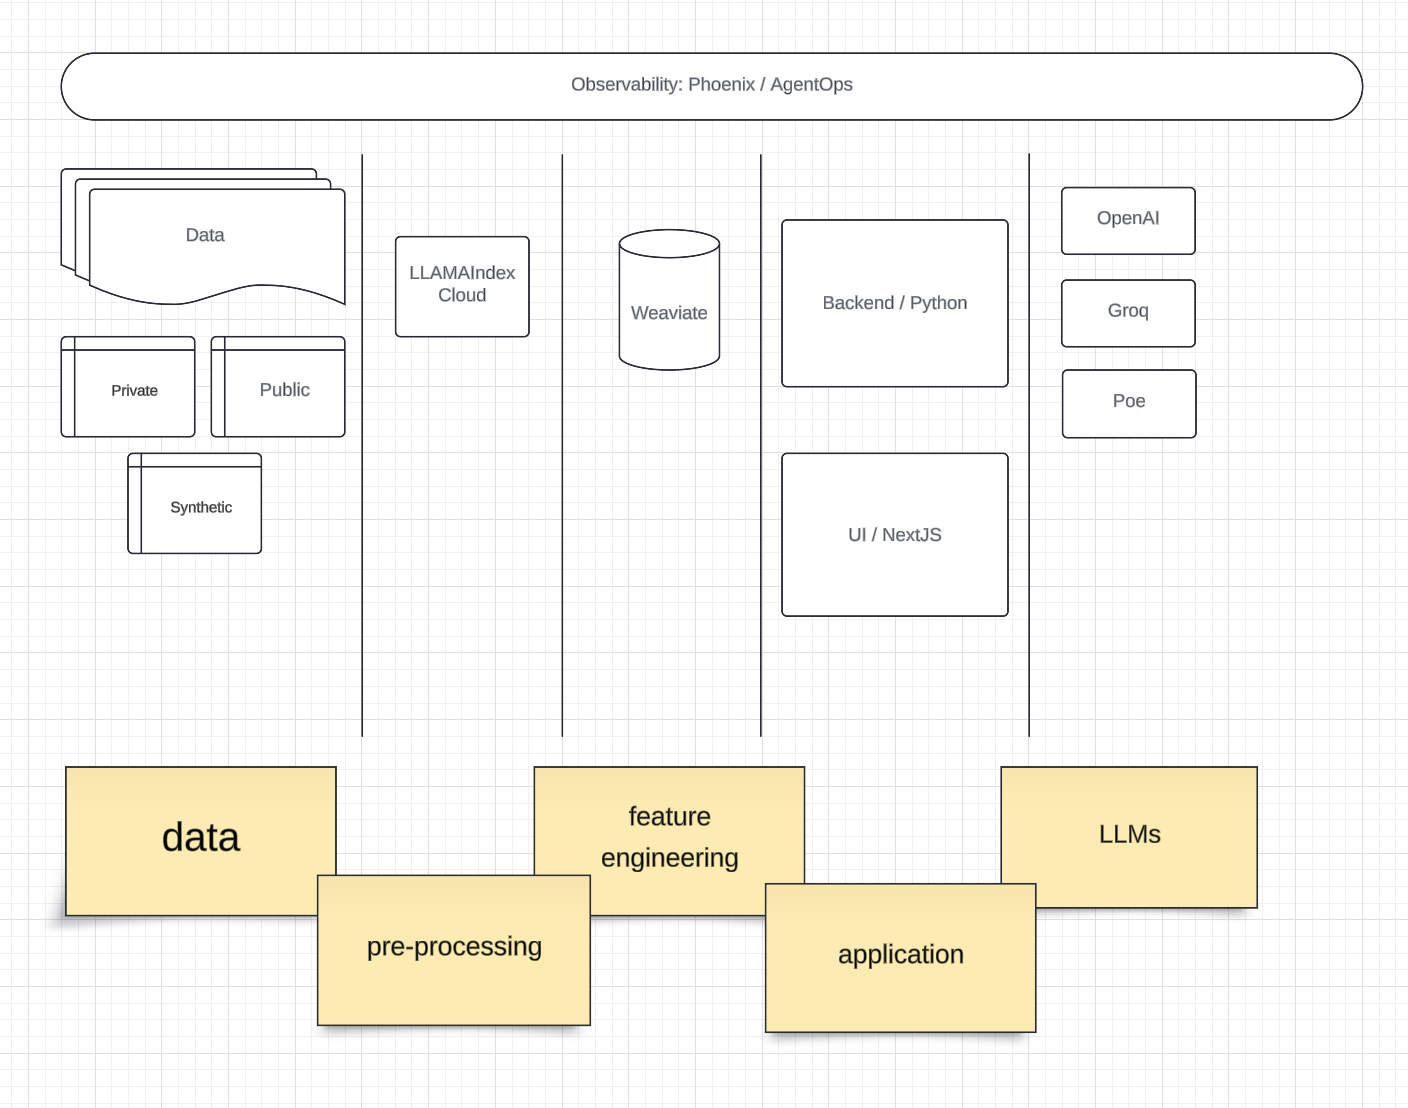 Observability: Phoenix / AgentOps
Data
Private
Public
Synthetic
LLAMAIndex
Cloud
Weaviate
Backend / Python
UI / NextJS
OpenAI
Groq
Poe
data
pre-processing
feature
engineering
application
LLMs